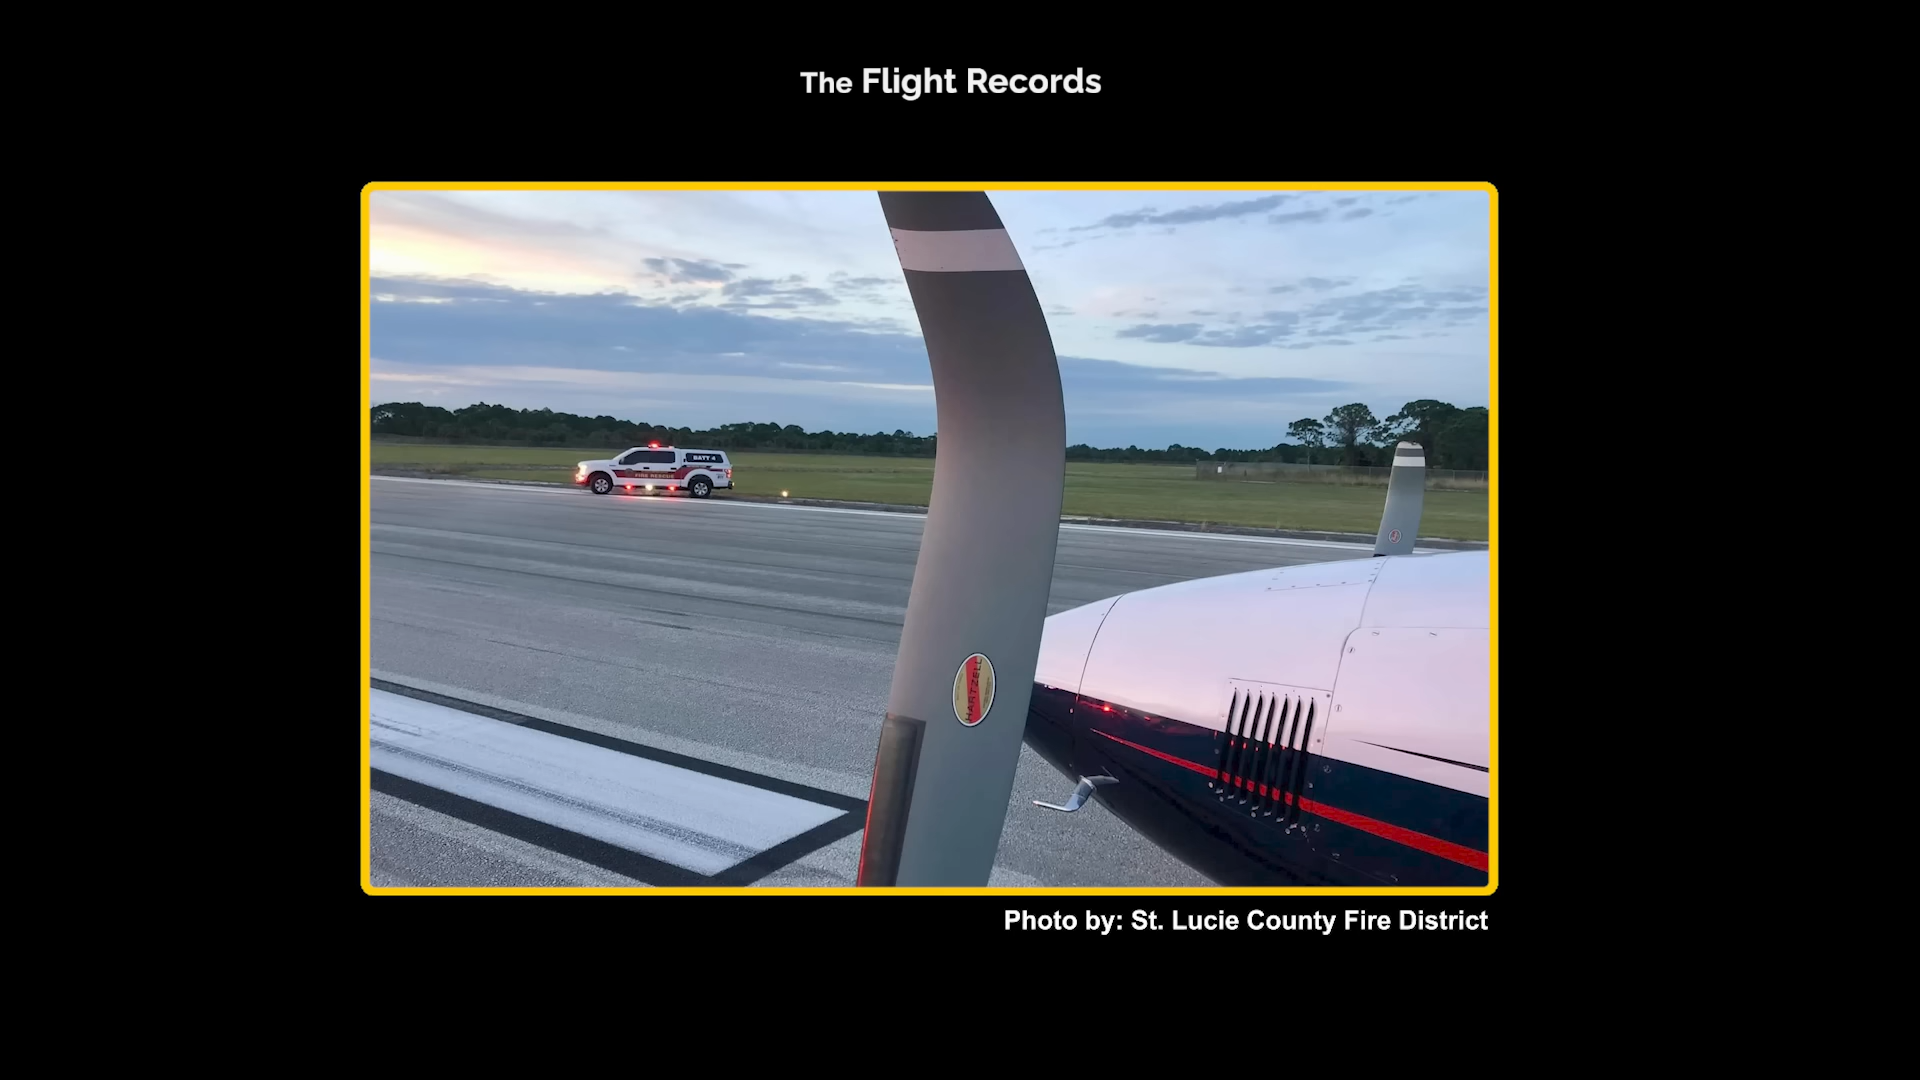 The Flight Records
BATT 4
FIRE RESCUE
HARTZELL
Photo by: St. Lucie County Fire District